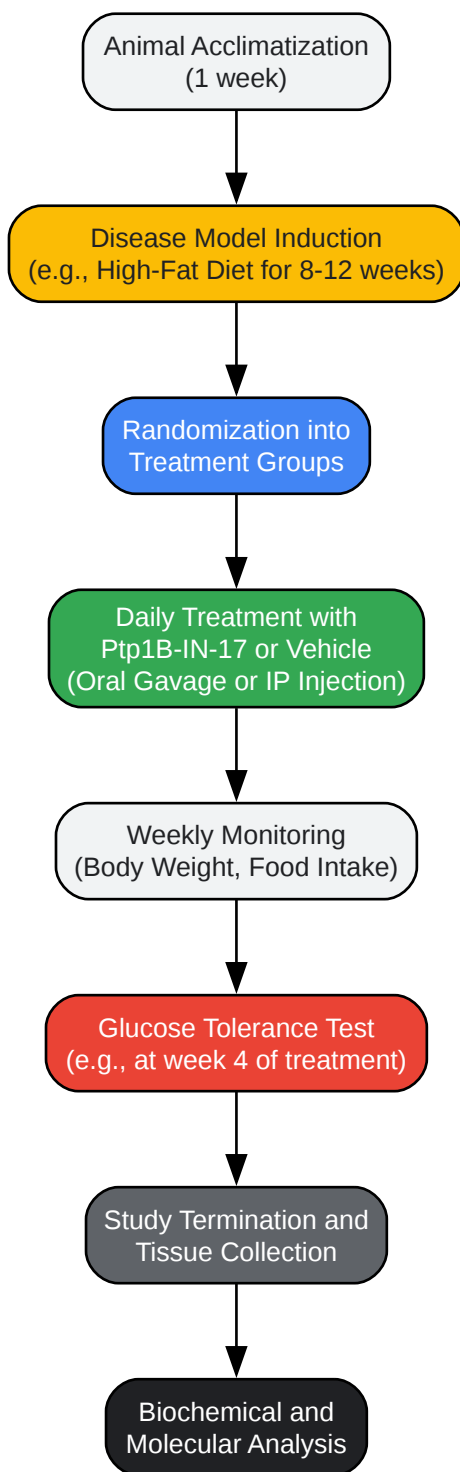 Animal Acclimatization
(1 week)
Disease Model Induction
(e.g., High-Fat Diet for 8-12 weeks)
Randomization into
Treatment Groups
Daily Treatment with
Ptp1B-IN-17 or Vehicle
(Oral Gavage or IP Injection)
Weekly Monitoring
(Body Weight, Food Intake)
Glucose Tolerance Test
(e.g., at week 4 of treatment)
Study Termination and
Tissue Collection
Biochemical and
Molecular Analysis